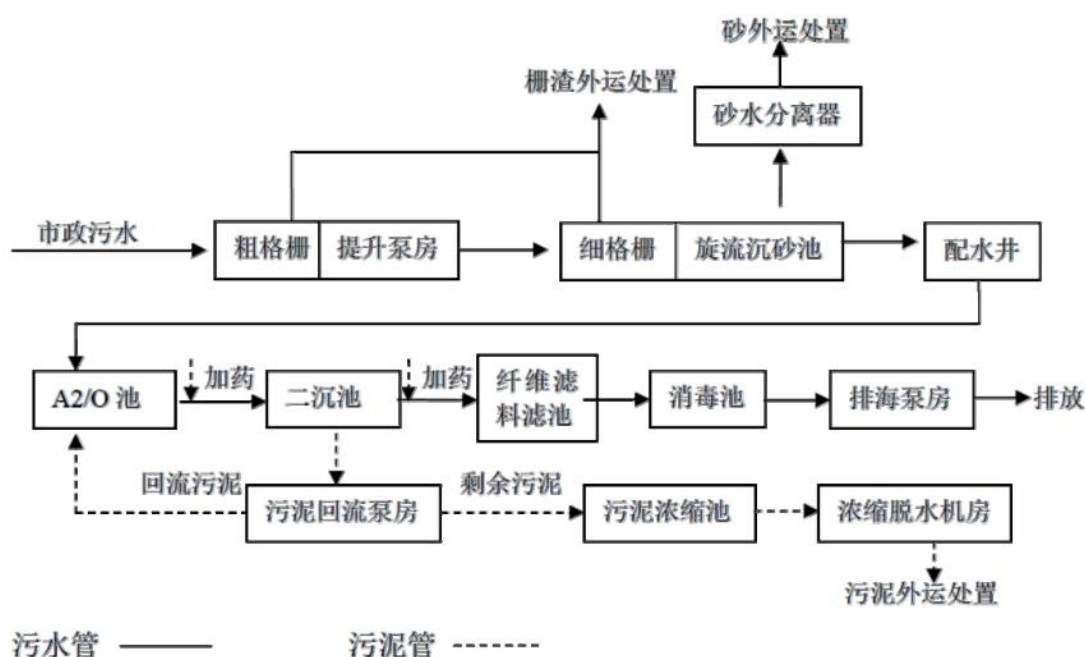 砂外运处置
栅渣外运处置
砂水分离器
市政污水
粗格栅
提升泵房
细格栅
旋流沉砂池
配水井
A2/O 池
加药
二沉池
加药
纤维滤
料滤池
消毒池
排海泵房
排放
回流污泥
污泥回流泵房
剩余污泥
污泥浓缩池
浓缩脱水机房
污泥外运处置
污水管
污泥管